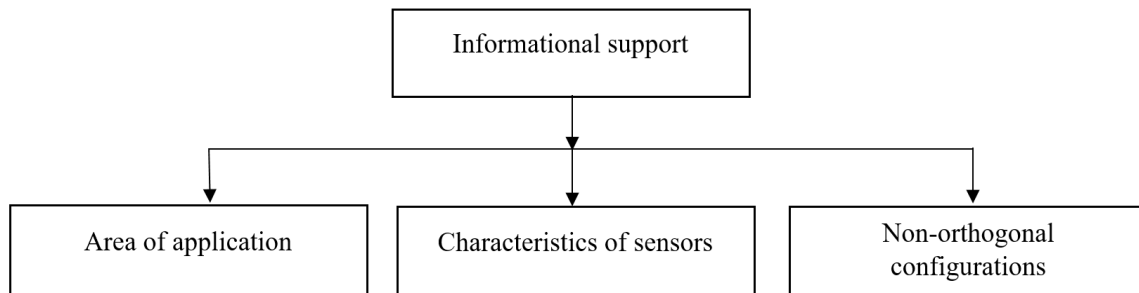 Informational support
Area of application
Characteristics of sensors
Non-orthogonal
configurations